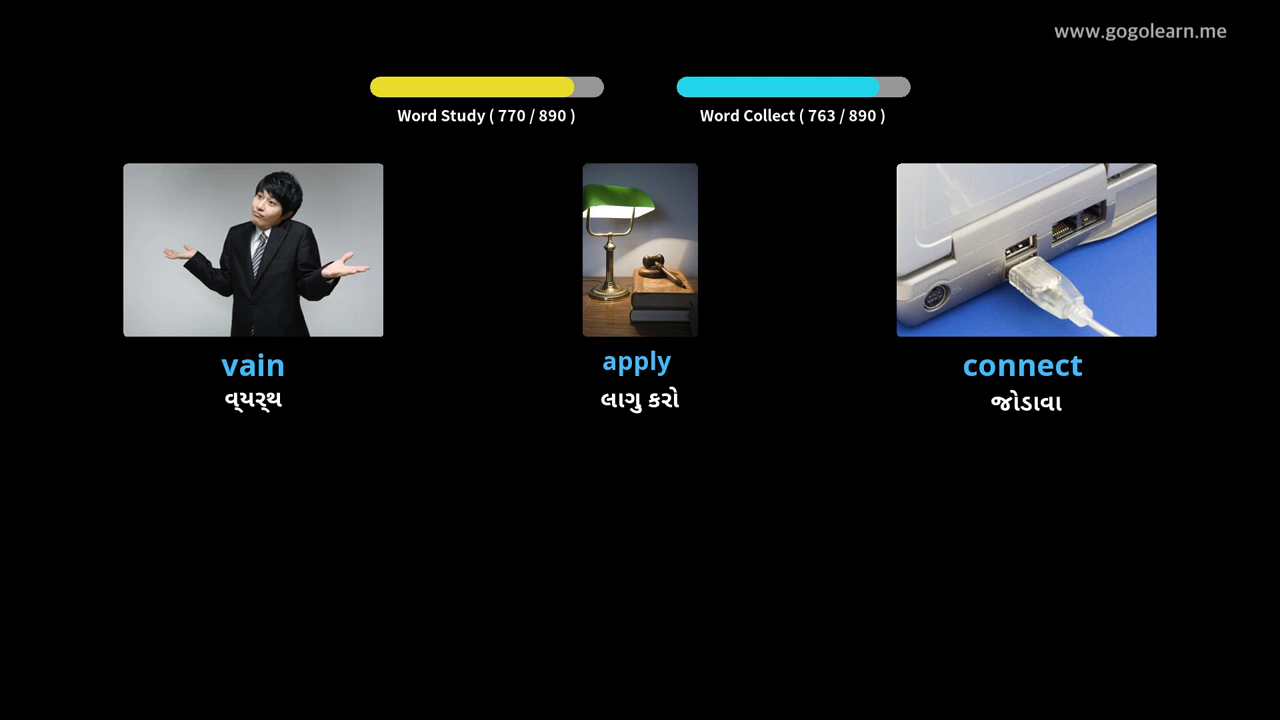 www.gogolearn.me
Word Study ( 770 / 890 )
Word Collect ( 763 / 890 )
vain
apply
connect
વ્યર્થ
લાગુ કરો
જોડાવા